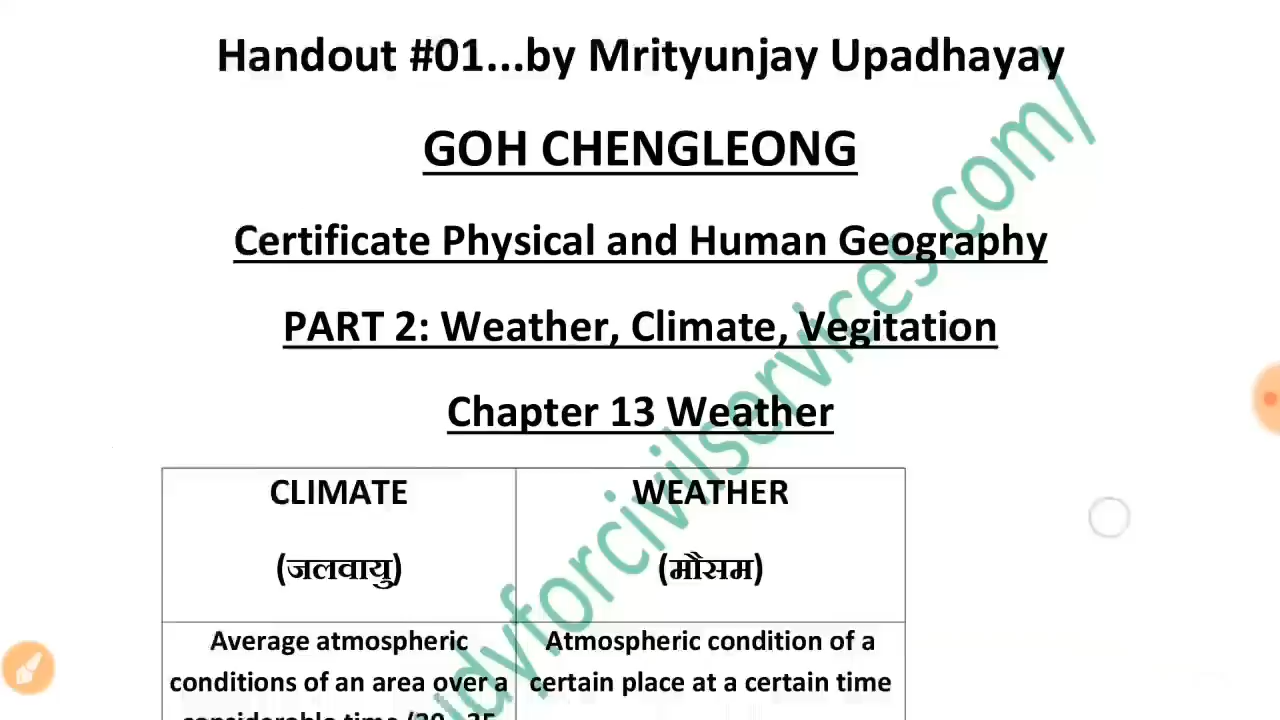 Handout #01...by Mrityunjay Upadhayay
GOH CHENGLEONG
Certificate Physical and Human Geography
PART 2: Weather, Climate, Vegitation
Chapter 13 Weather
CLIMATE
(जलवायु)
WEATHER
(मौसम)
Average atmospheric
conditions of an area over a
Atmospheric condition of a
certain place at a certain time
dyforcivilservices.com/